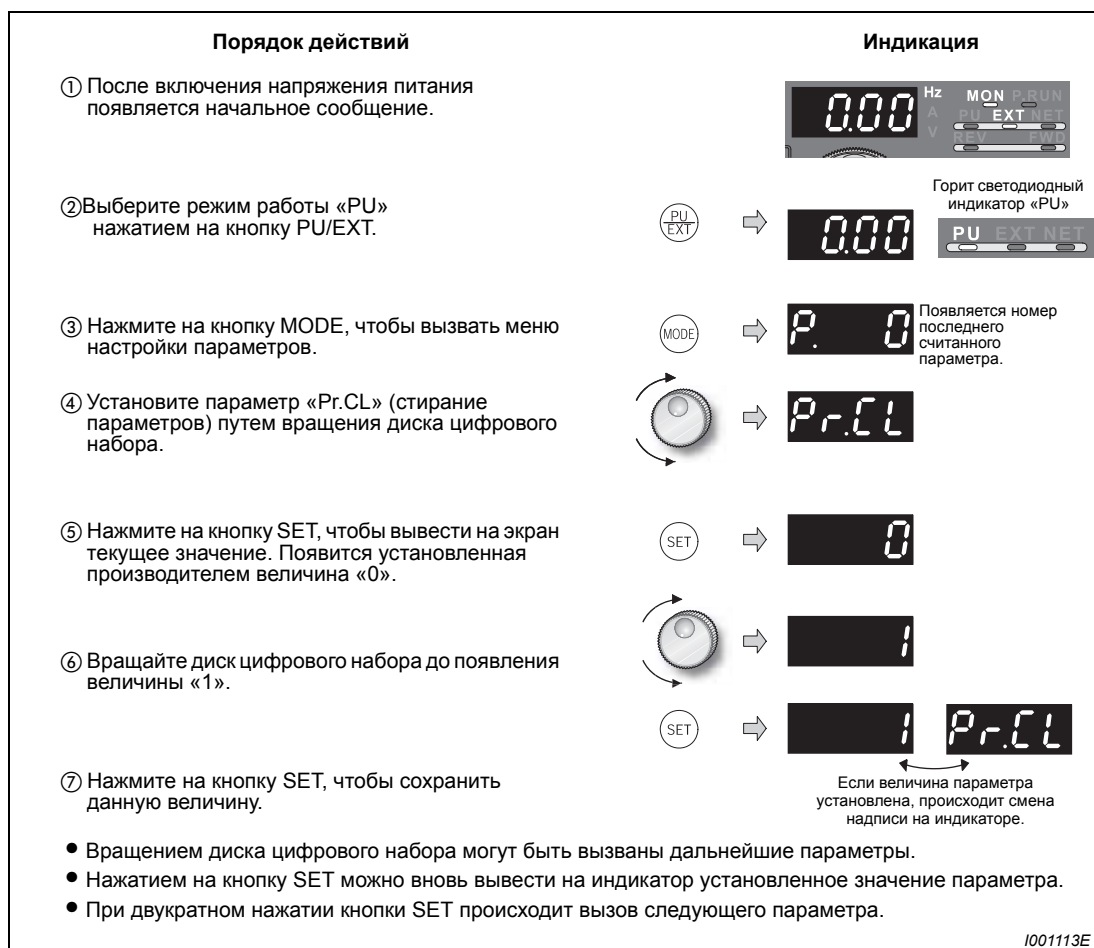 Порядок действий
Индикация
① После включения напряжения питания
появляется начальное сообщение.
0.00
Hz
A
V
MON P.RUN
PU EXT NET
REV FWD
②Выберите режим работы «PU»
нажатием на кнопку PU/EXT.
PU
EXT
0.00
Горит светодиодный
индикатор «PU»
PU EXT NET
③ Нажмите на кнопку MODE, чтобы вызвать меню
настройки параметров.
MODE
P. 0
Появляется номер
последнего
считанного
параметра.
④ Установите параметр «Pr.CL» (стирание
параметров) путем вращения диска цифрового
набора.
Pr.CL
⑤ Нажмите на кнопку SET, чтобы вывести на экран
текущее значение. Появится установленная
производителем величина «0».
SET
0
⑥ Вращайте диск цифрового набора до появления
величины «1».
1
SET
1
Pr.CL
⑦ Нажмите на кнопку SET, чтобы сохранить
данную величину.
Если величина параметра
установлена, происходит смена
надписи на индикаторе.
● Вращением диска цифрового набора могут быть вызваны дальнейшие параметры.
● Нажатием на кнопку SET можно вновь вывести на индикатор установленное значение параметра.
● При двукратном нажатии кнопки SET происходит вызов следующего параметра.
I001113E